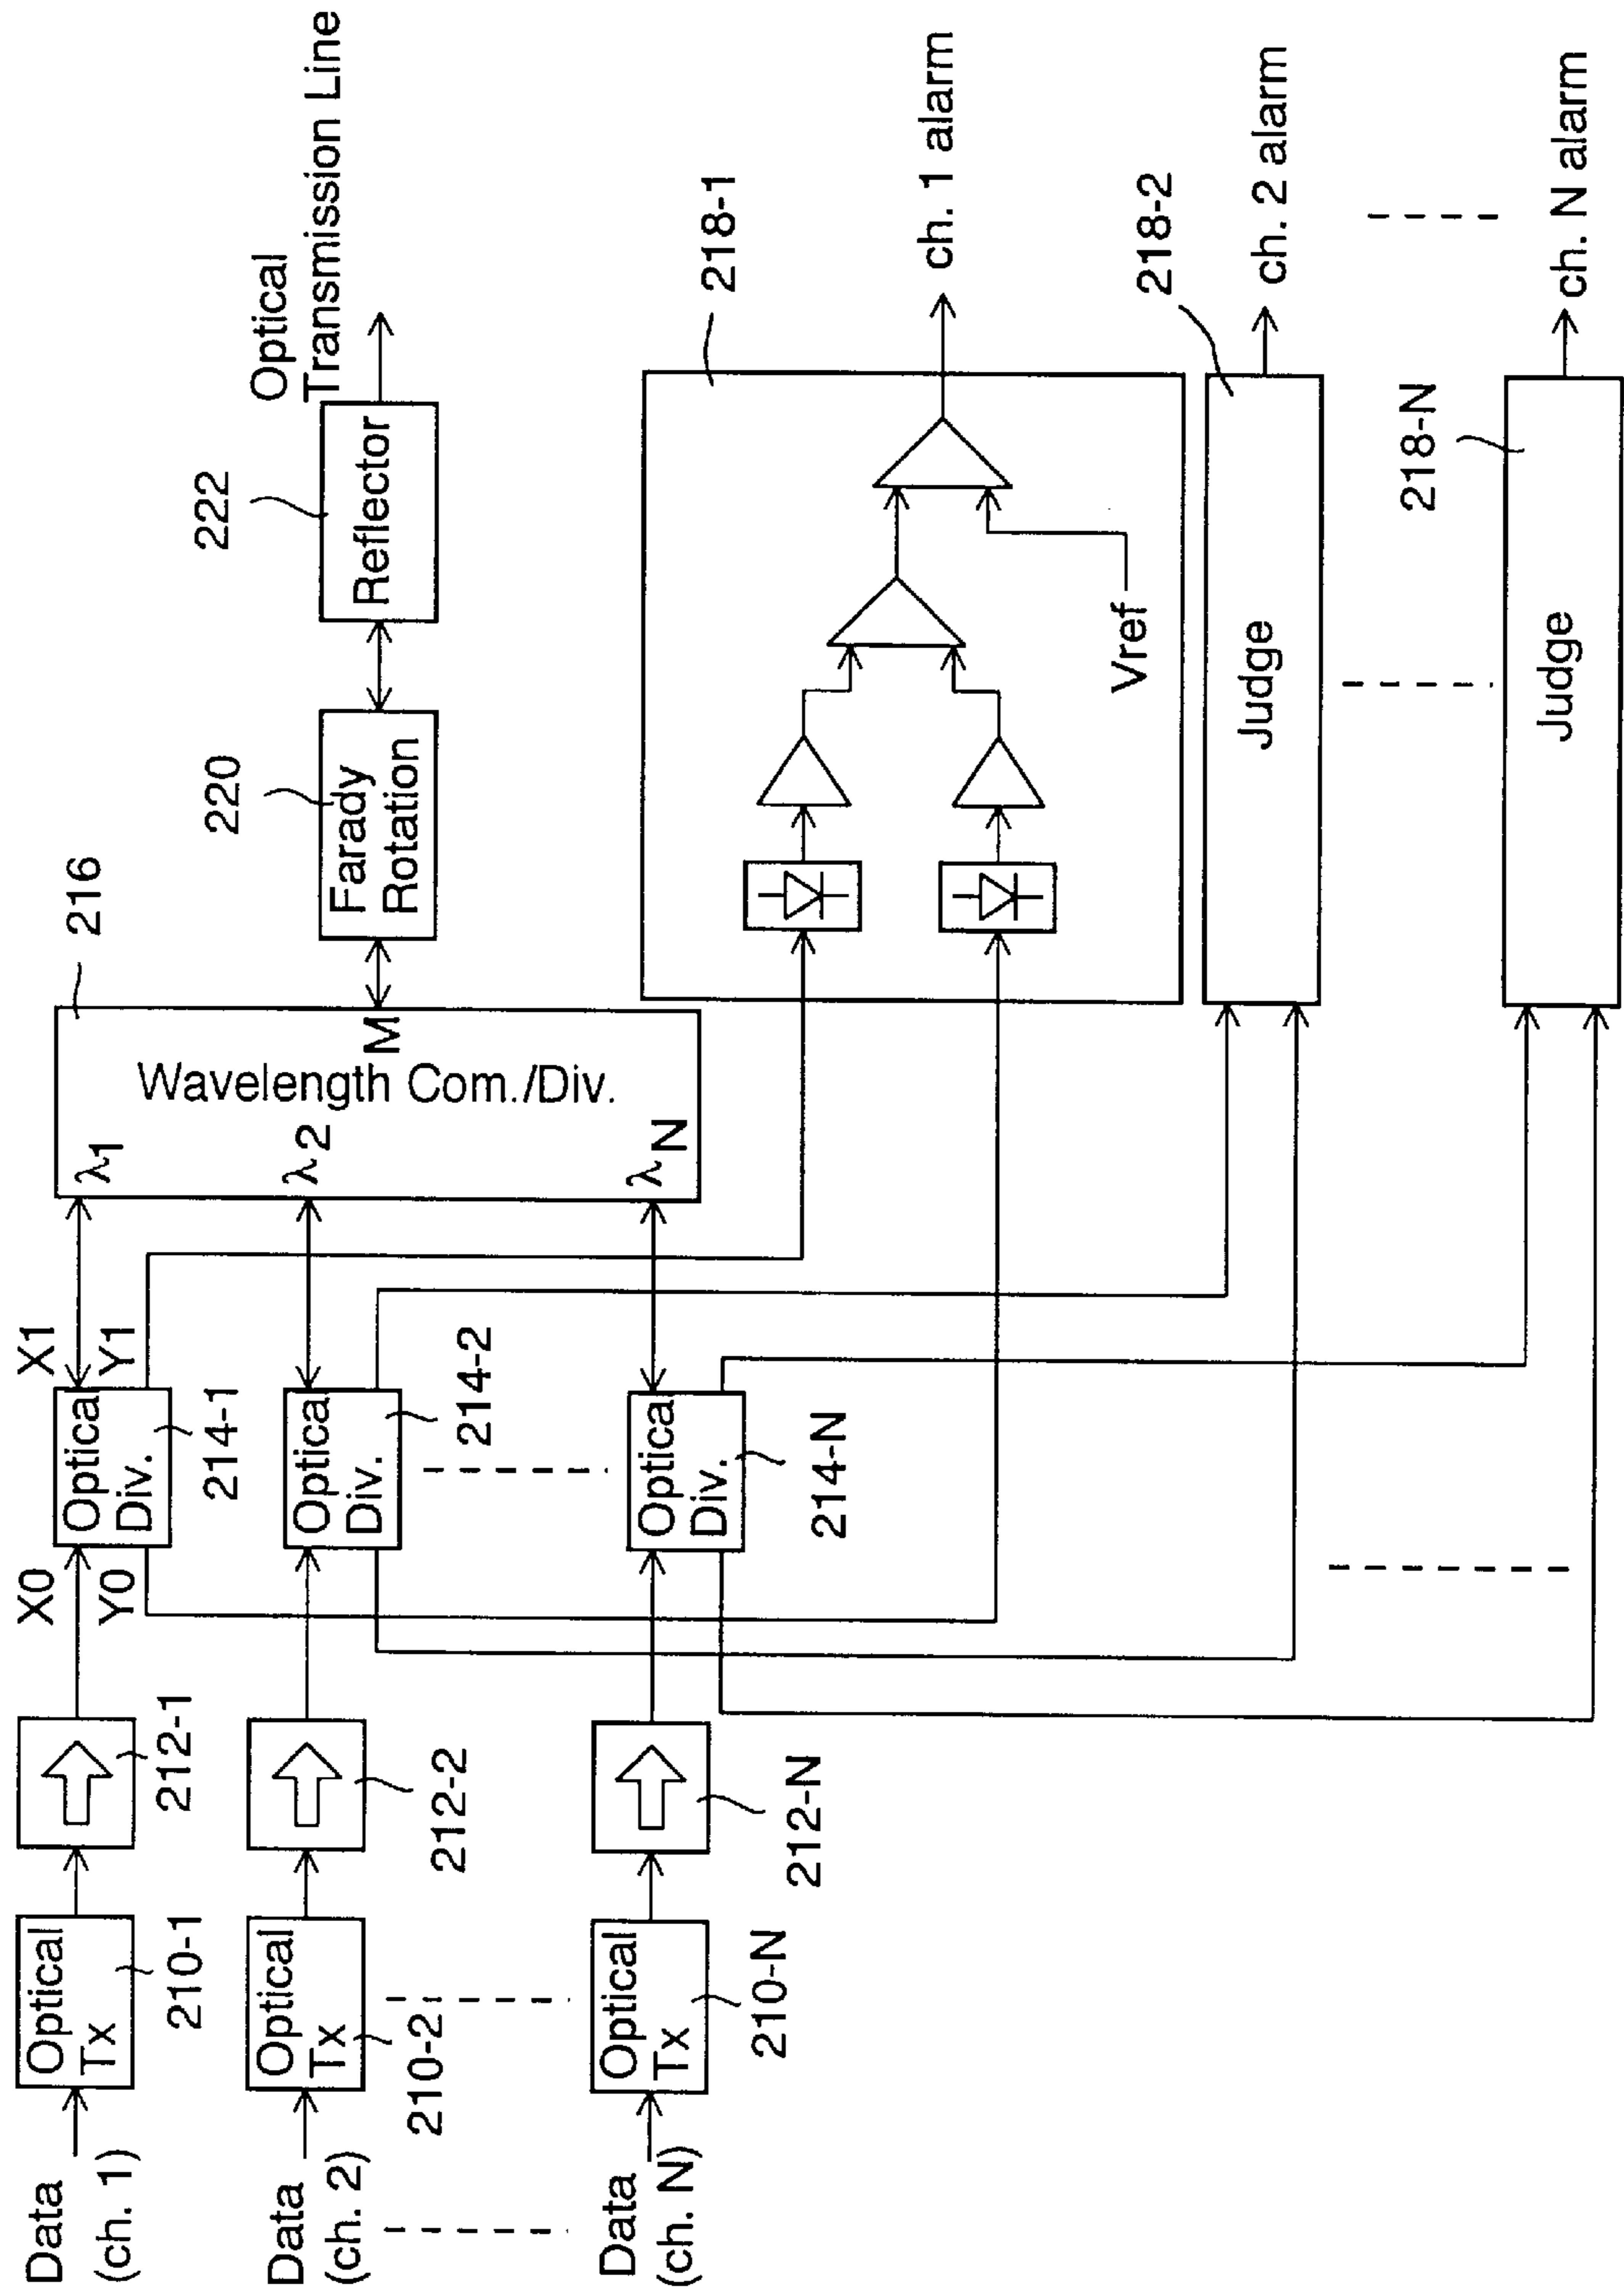 Data
(ch. 1)
Optical
Tx
210-1
212-1
X0
Y0
Optical
Div.
214-1
X1
Y1
λ1
Data
(ch. 2)
Optical
Tx
210-2
212-2
Optical
Div.
214-2
λ2
Data
(ch. N)
Optical
Tx
210-N
212-N
Optical
Div.
214-N
λN
Wavelength Com./Div.
M
216
Farady
Rotation
220
Reflector
222
Optical
Transmission Line
218-1
Vref
ch. 1 alarm
Judge
218-2
ch. 2 alarm
Judge
218-N
ch. N alarm